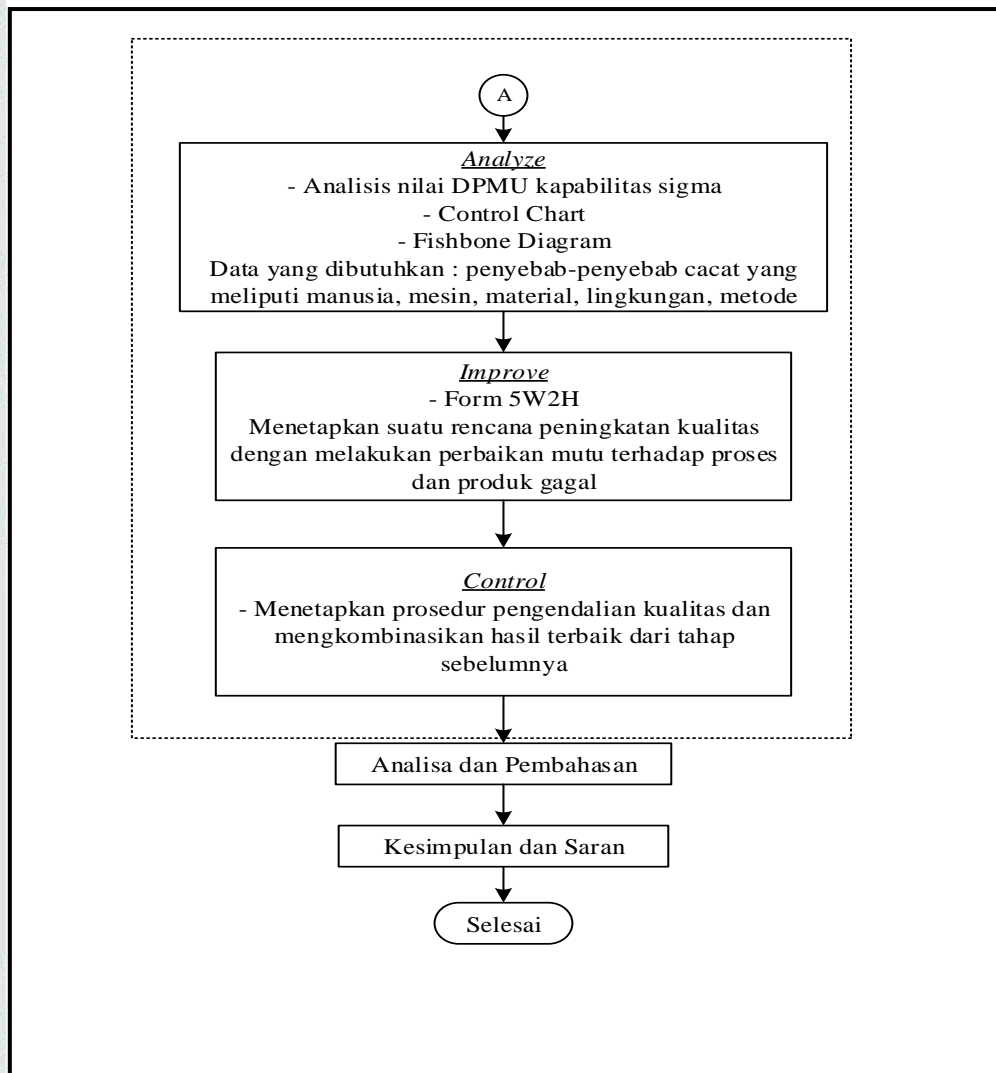 A
Analyze
- Analisis nilai DPMU kapabilitas sigma
- Control Chart
- Fishbone Diagram
Data yang dibutuhkan : penyebab-penyebab cacat yang
meliputi manusia, mesin, material, lingkungan, metode
Improve
- Form 5W2H
Menetapkan suatu rencana peningkatan kualitas
dengan melakukan perbaikan mutu terhadap proses
dan produk gagal
Control
- Menetapkan prosedur pengendalian kualitas dan
mengkombinasikan hasil terbaik dari tahap
sebelumnya
Analisa dan Pembahasan
Kesimpulan dan Saran
Selesai